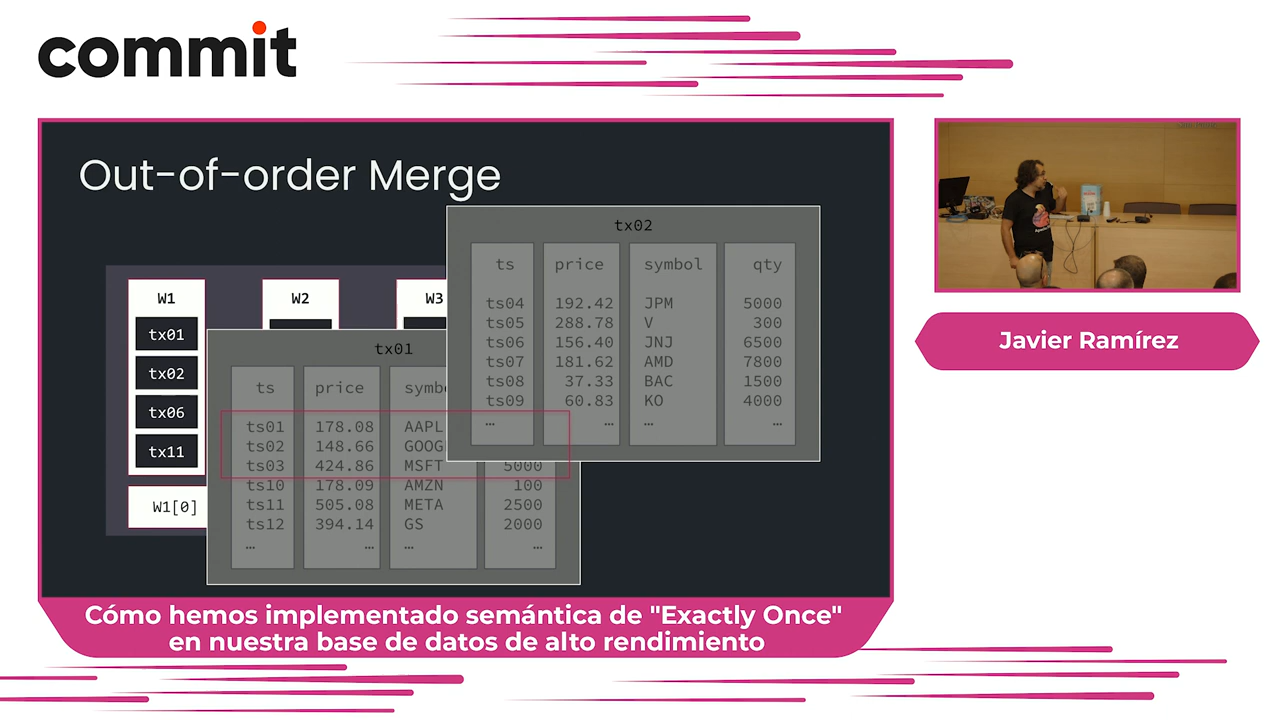 commit
Out-of-order Merge
W1
tx01
tx02
tx06
tx11
W1[0]
W2
W3
tx01
ts price
ts01 178.08 AAPL
ts02 148.66
ts03 424.86 MSFT 5000
ts10 178.09 AMZN 100
ts11 505.08 META 2500
ts12 394.14 GS 2000
… … … …
tx02
ts price symbol qty
ts04 192.42 JPM 5000
ts05 288.78 V 300
ts06 156.40 JNJ 6500
ts07 181.62 AMD 7800
ts08 37.33 BAC 1500
ts09 60.83 KO 4000
… … … …
Javier Ramírez
Cómo hemos implementado semántica de "Exactly Once"
en nuestra base de datos de alto rendimiento